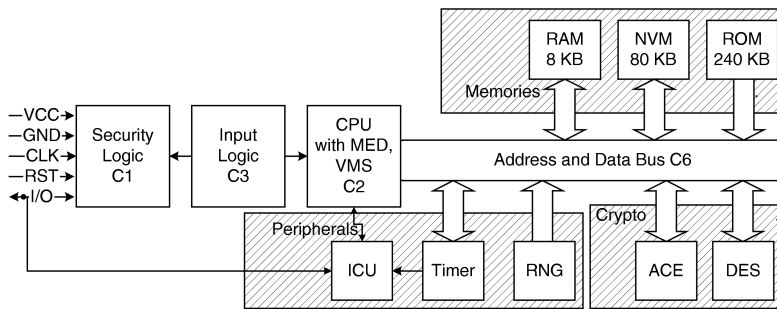 RAM
8 KB
NVM
80 KB
ROM
240 KB
Memories
VCC
GND
CLK
RST
I/O
Security
Logic
C1
Input
Logic
C3
CPU
with MED,
VMS
C2
Address and Data Bus C6
Peripherals
Crypto
ICU
Timer
RNG
ACE
DES